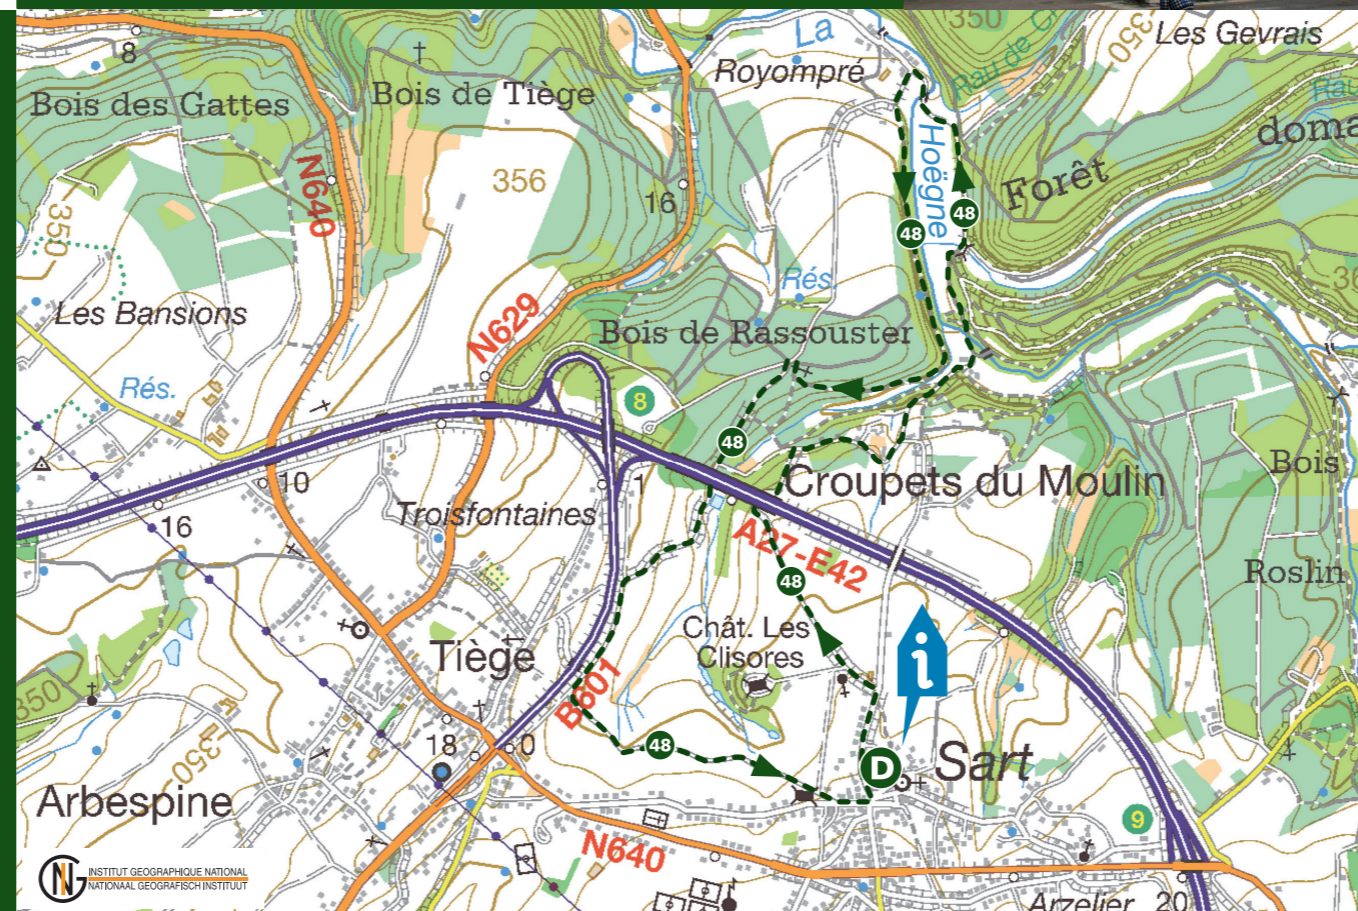 8
350
350
Les Gevrais
La
Royompré
Rau de
Rau
Bois des Gattes
Bois de Tiège
Hoëgne
doma
N640
356
16
Forêt
350
48
48
Les Bansions
Rés
N629
Bois de Rassouster
Rés.
8
48
10
1
Croupets du Moulin
Bois
16
Troisfontaines
A27-E42
48
Roslin
Chât. Les
Clisores
i
Tiège
B601
350
18
0
48
D
Sart
350
Arbespine
9
N640
INSTITUT GEOGRAPHIQUE NATIONAL
NATIONAAL GEOGRAFISCH INSTITUUT
Arzelier
20